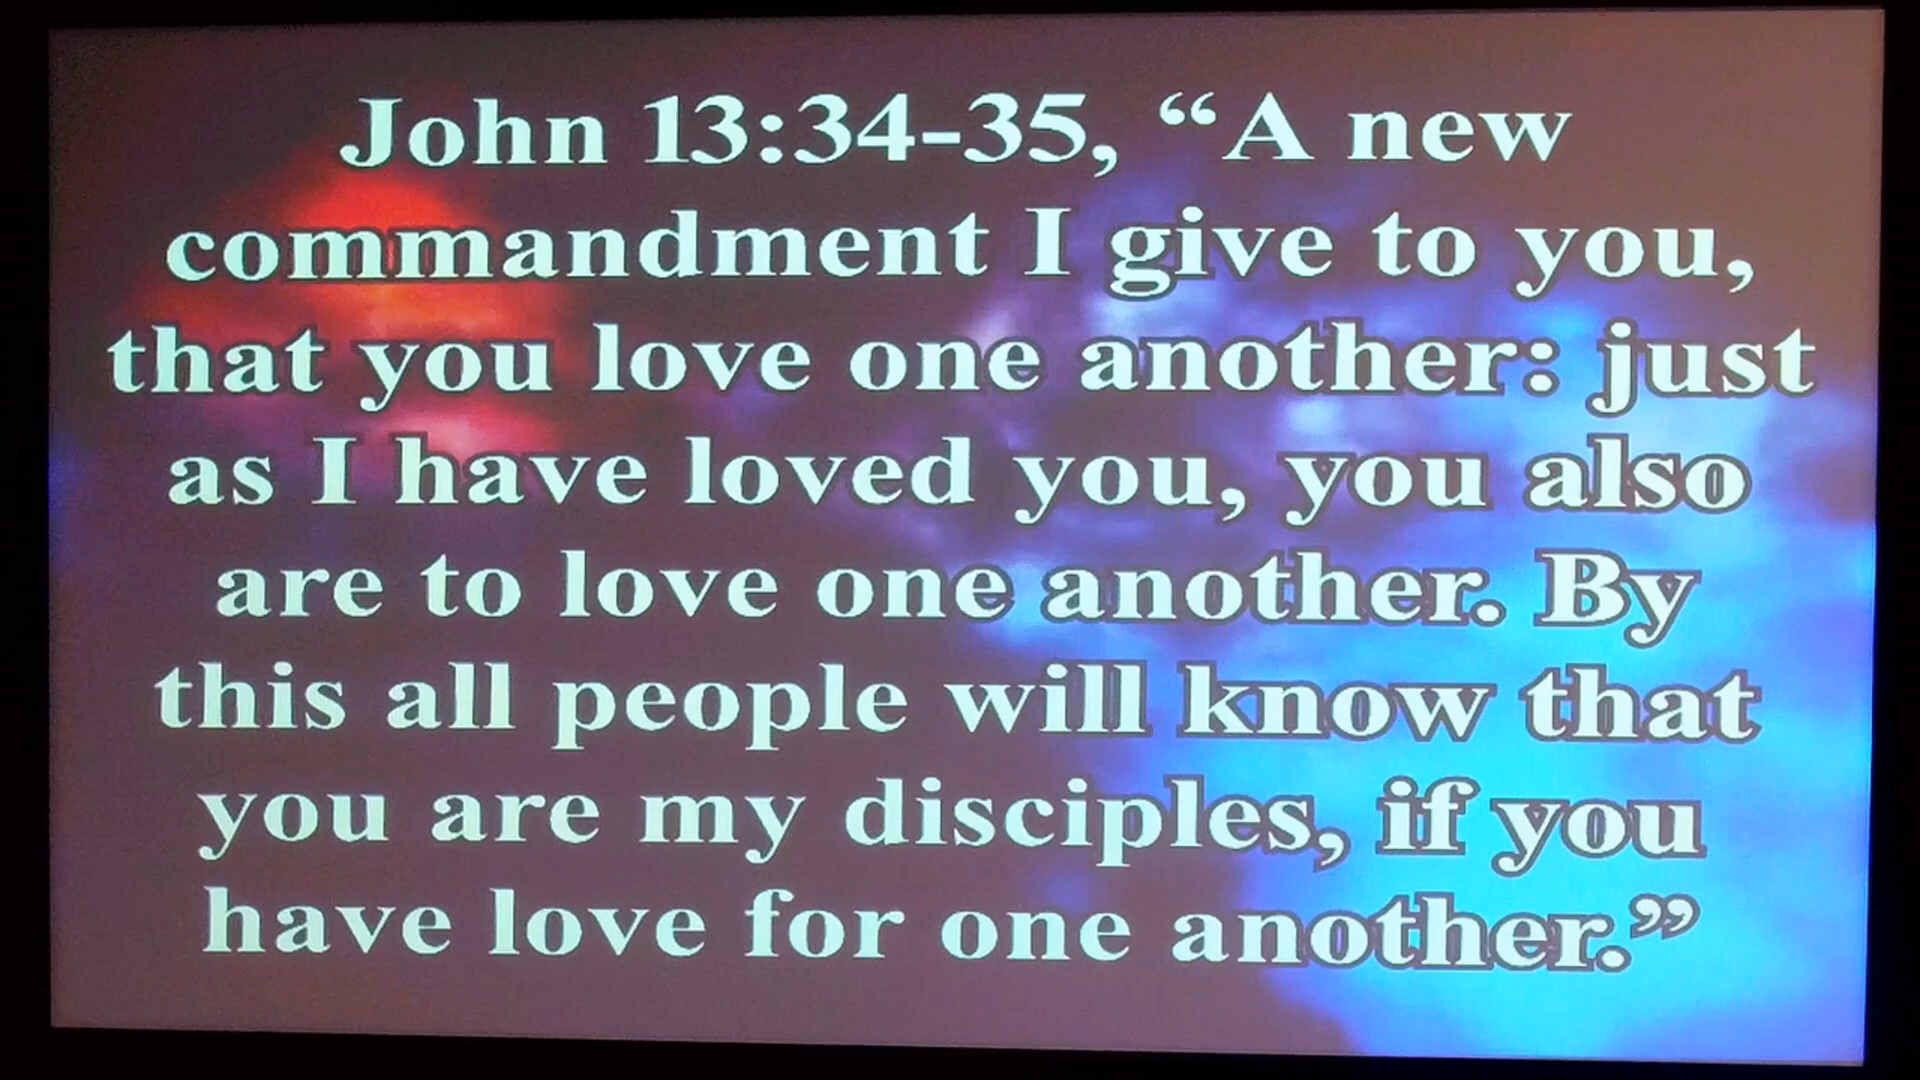 John 13:34-35, “A new
commandment I give to you,
that you love one another: just
as I have loved you, you also
are to love one another. By
this all people will know that
you are my disciples, if you
have love for one another.”